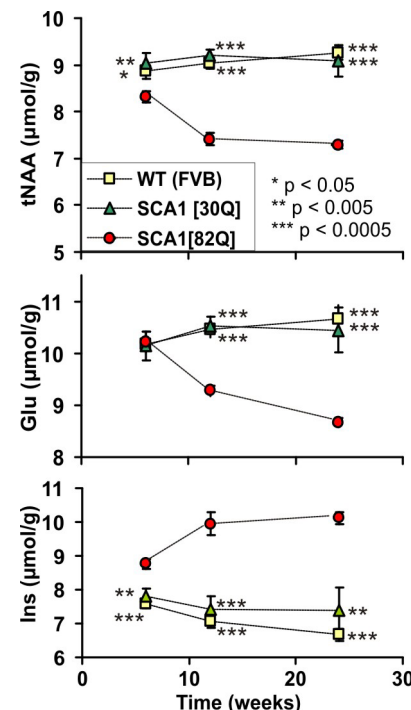 10
** ***
9
* ***
***
***
8
7
6
5
tNAA (µmol/g)
WT (FVB)
SCA1 [30Q]
SCA1[82Q]
* p < 0.05
** p < 0.005
*** p < 0.0005
11
***
***
***
***
10
9
8
Glu (µmol/g)
11
10
9
8
7
6
Ins (µmol/g)
** *** **
*** *** ***
0 10 20 30
Time (weeks)